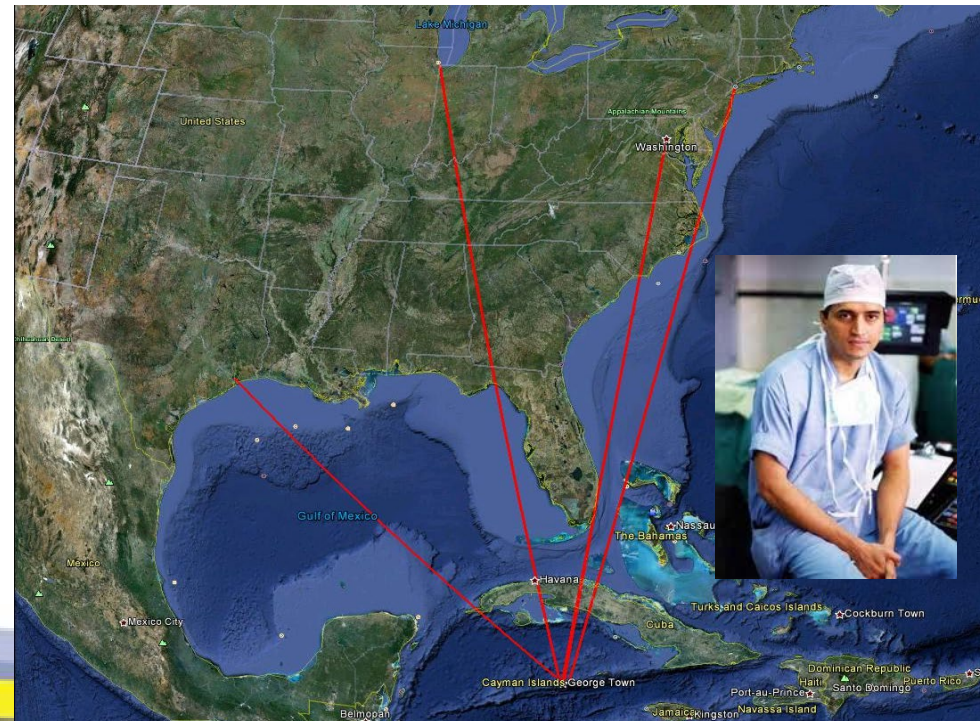 Lake Michigan
United States
Appalachian Mountains
Washington
Chihuahuan Desert
Gulf of Mexico
Nassau
The Bahamas
Mexico
Havana
Turks and Caicos Islands
Cockburn Town
Mexico City
Cuba
Dominican Republic
Cayman Islands
George Town
Haiti
Puerto Rico
Port-au-Prince
Santo Domingo
Belmopan
Jamaica
Kingston
Navassa Island